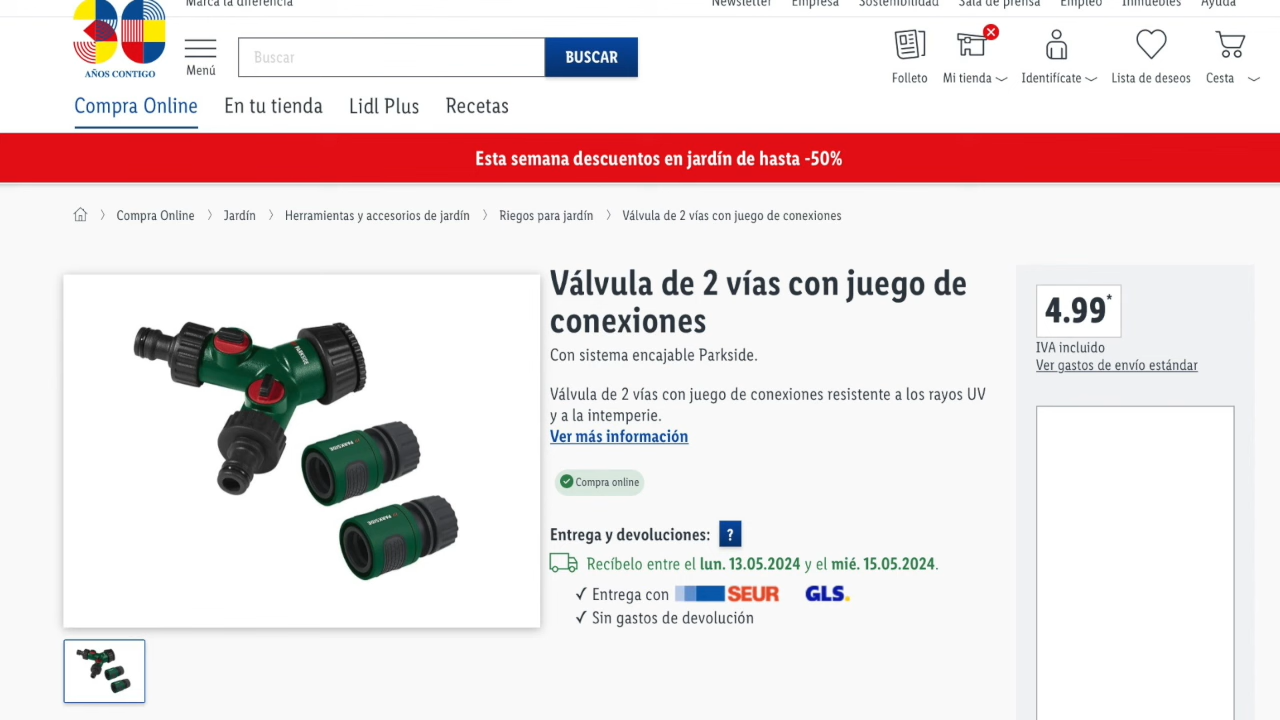 Marca la diferencia
Newsletter Empresa Sostenibilidad Sala de prensa Empleo Inmuebles Ayuda
30
AÑOS CONTIGO
Menú
Buscar
BUSCAR
Folleto
Mi tienda
Identifícate
Lista de deseos
Cesta
Compra Online En tu tienda Lidl Plus Recetas
Esta semana descuentos en jardín de hasta -50%
Compra Online Jardín Herramientas y accesorios de jardín Riegos para jardín Válvula de 2 vías con juego de conexiones
Válvula de 2 vías con juego de
conexiones
Con sistema encajable Parkside.
Válvula de 2 vías con juego de conexiones resistente a los rayos UV
y a la intemperie.
Ver más información
Compra online
Entrega y devoluciones: ?
Recíbelo entre el lun. 13.05.2024 y el mié. 15.05.2024.
✓ Entrega con SEUR GLS.
✓ Sin gastos de devolución
4.99*
IVA incluido
Ver gastos de envío estándar
PARKSIDE
PARKSIDE